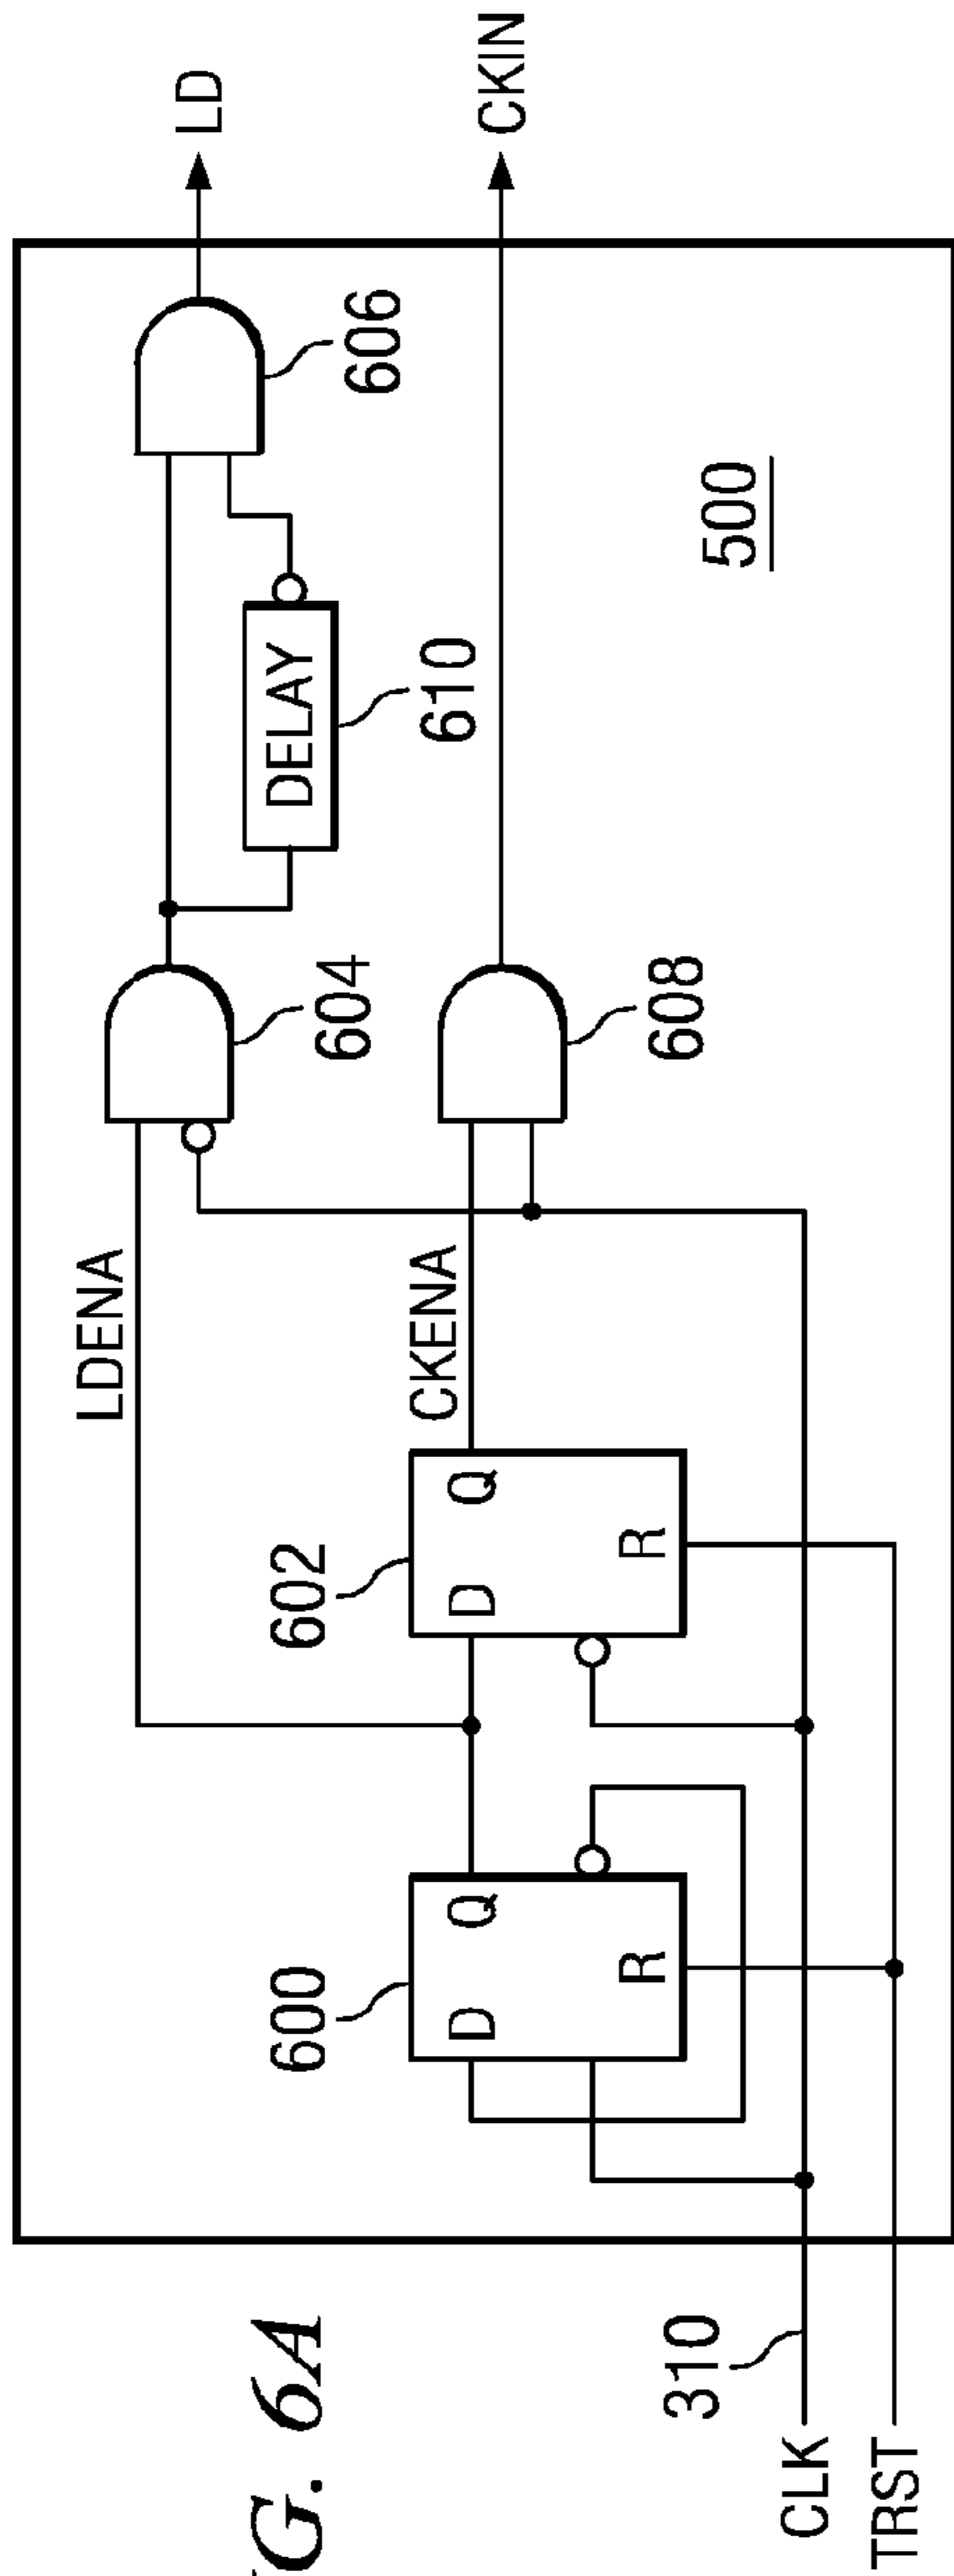 LD
CKIN
606
500
DELAY
610
604
608
LDENA
CKENA
602
D
Q
R
600
D
Q
R
310
CLK
TRST
G. 6A